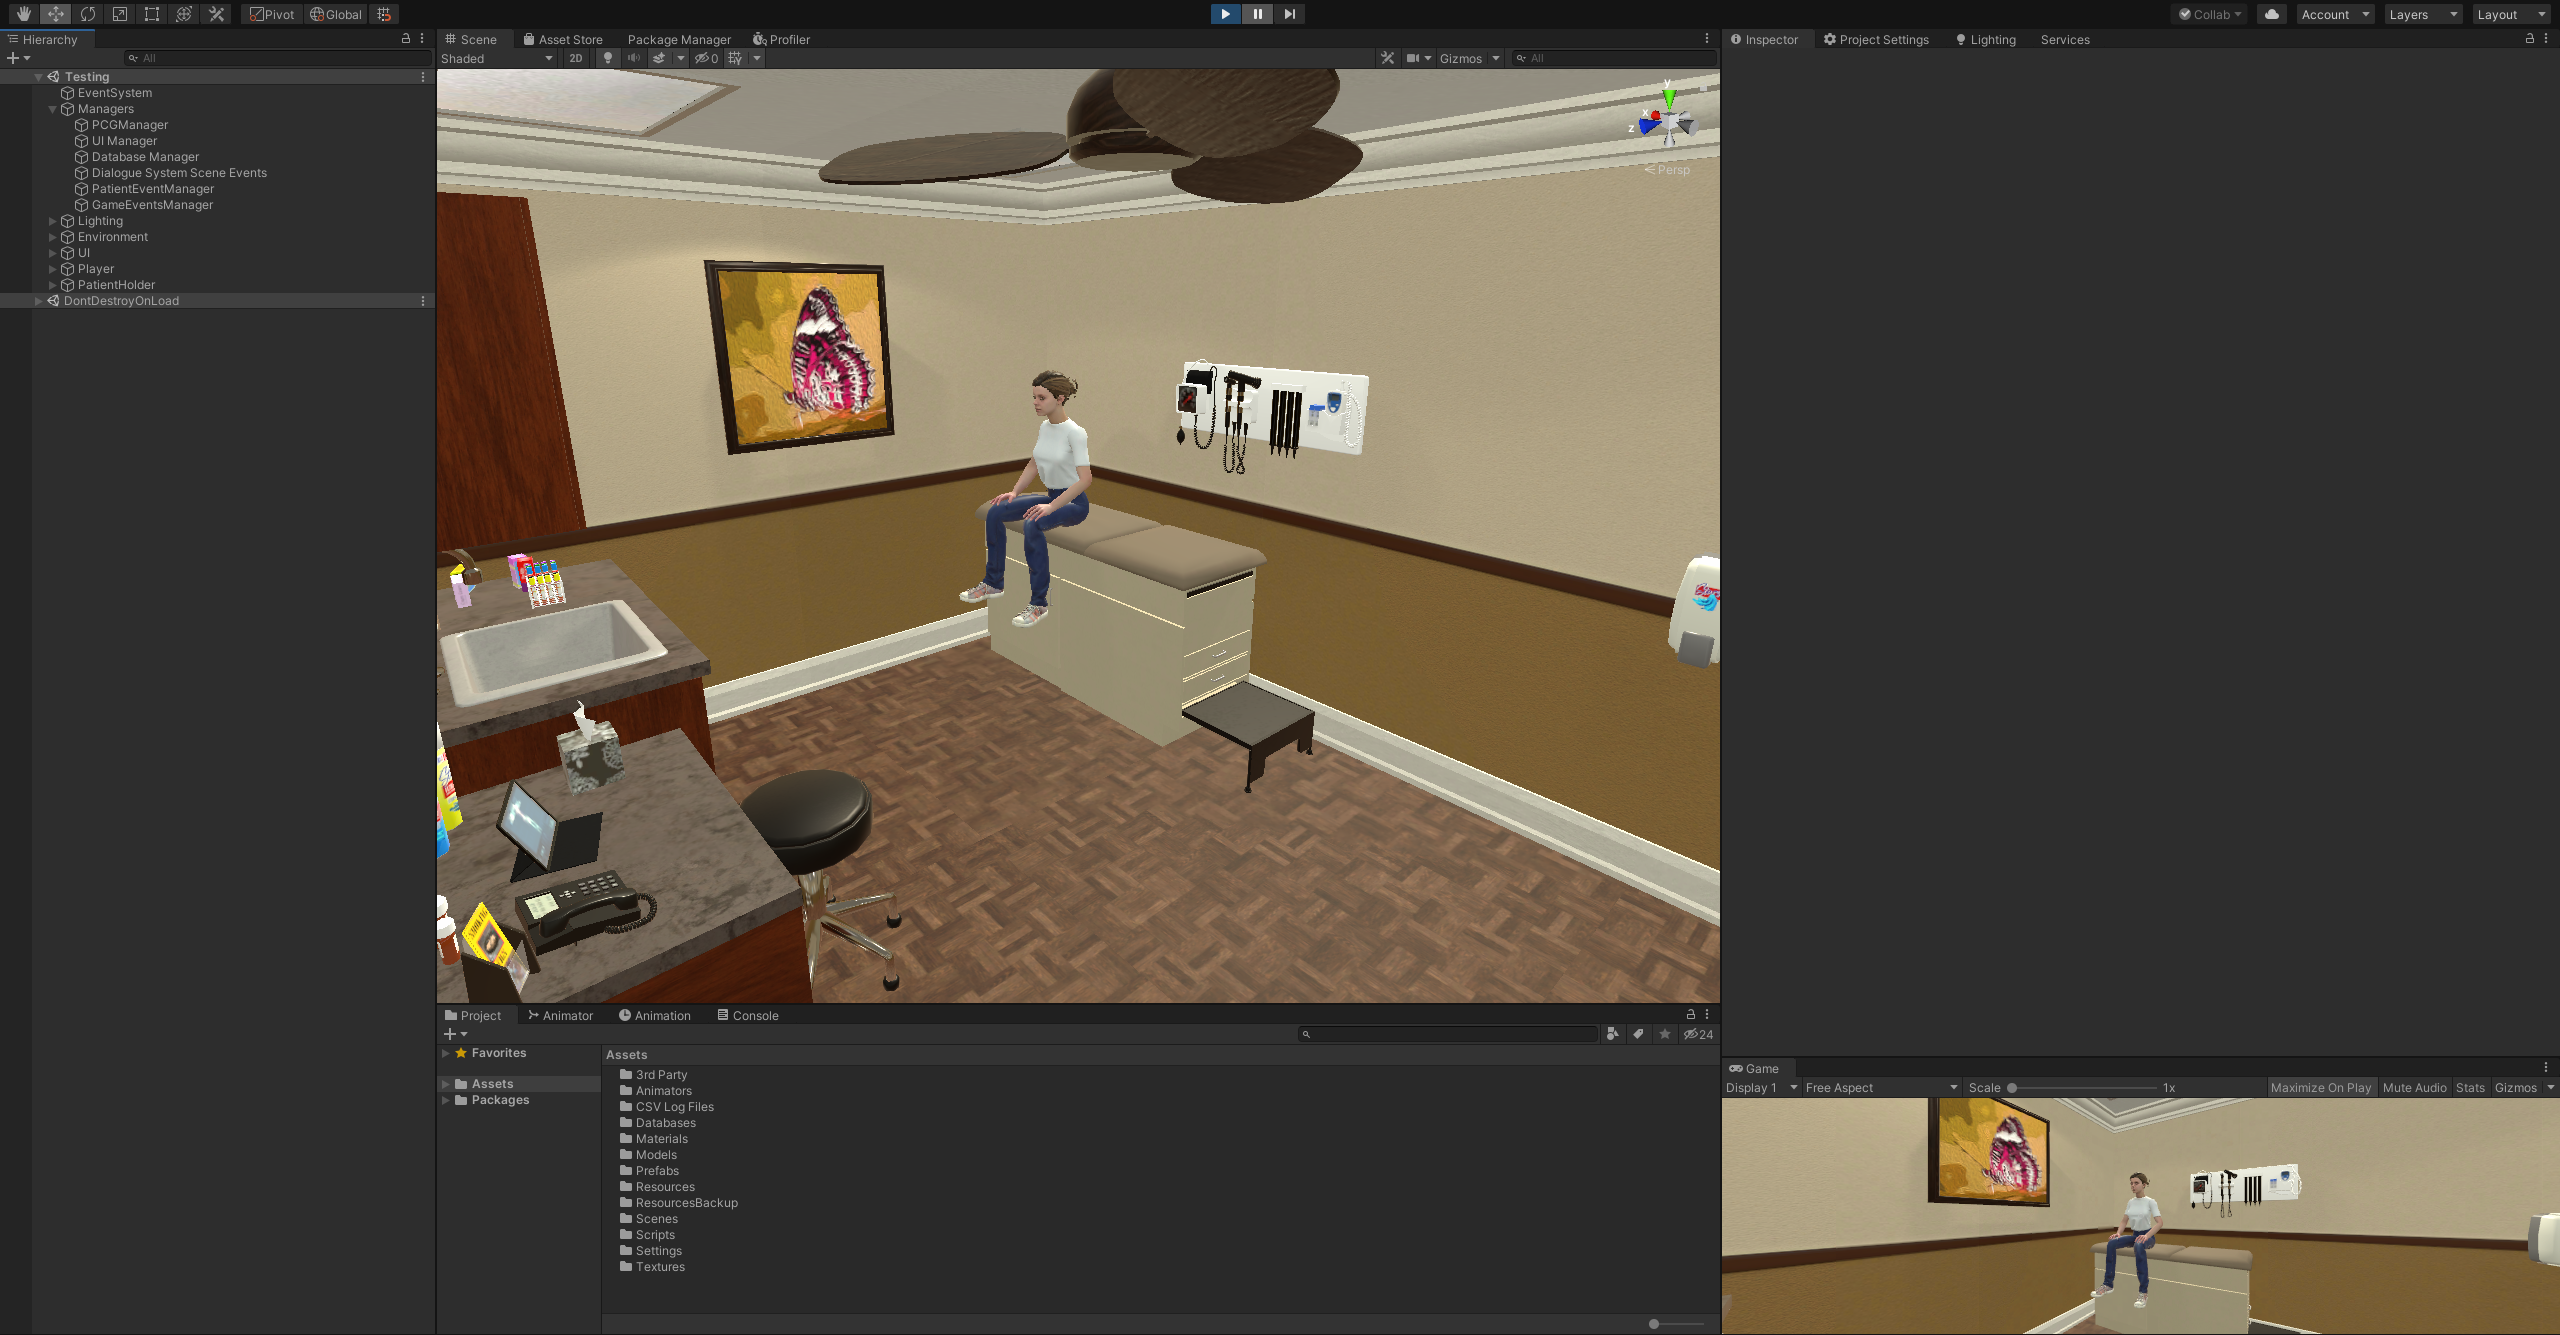 Pivot Global Collab Account Layers Layout
Hierarchy
All
Testing
EventSystem
Managers
PCGManager
UI Manager
Database Manager
Dialogue System Scene Events
PatientEventManager
GameEventsManager
Lighting
Environment
UI
Player
PatientHolder
DontDestroyOnLoad
Scene Asset Store Package Manager Profiler
Shaded 2D 0 Gizmos All
y
x
z
Persp
Inspector Project Settings Lighting Services
Project Animator Animation Console
24
Favorites
Assets
Packages
Assets
3rd Party
Animators
CSV Log Files
Databases
Materials
Models
Prefabs
Resources
ResourcesBackup
Scenes
Scripts
Settings
Textures
Game
Display 1 Free Aspect Scale 1x Maximize On Play Mute Audio Stats Gizmos